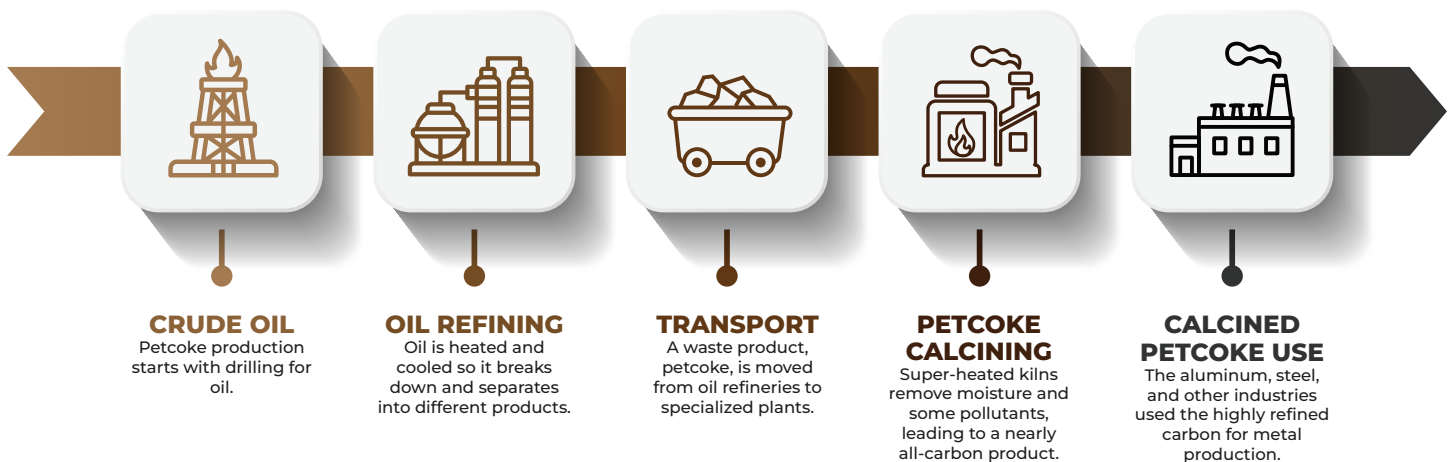 CRUDE OIL
Petcoke production
starts with drilling for
oil.
OIL REFINING
Oil is heated and
cooled so it breaks
down and separates
into different products.
TRANSPORT
A waste product,
petcoke, is moved
from oil refineries to
specialized plants.
PETCOKE
CALCINING
Super-heated kilns
remove moisture and
some pollutants,
leading to a nearly
all-carbon product.
CALCINED
PETCOKE USE
The aluminum, steel,
and other industries
used the highly refined
carbon for metal
production.